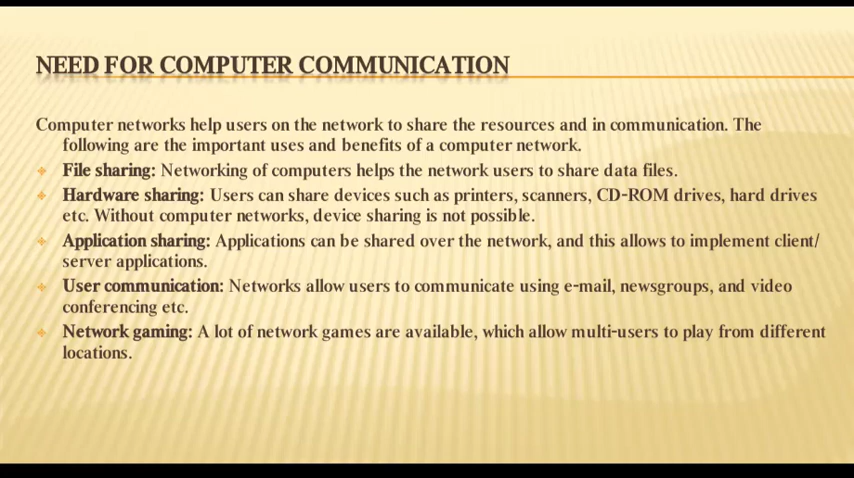 NEED FOR COMPUTER COMMUNICATION
Computer networks help users on the network to share the resources and in communication. The
following are the important uses and benefits of a computer network.
File sharing: Networking of computers helps the network users to share data files.
Hardware sharing: Users can share devices such as printers, scanners, CD-ROM drives, hard drives
etc. Without computer networks, device sharing is not possible.
Application sharing: Applications can be shared over the network, and this allows to implement client/
server applications.
User communication: Networks allow users to communicate using e-mail, newsgroups, and video
conferencing etc.
Network gaming: A lot of network games are available, which allow multi-users to play from different
locations.